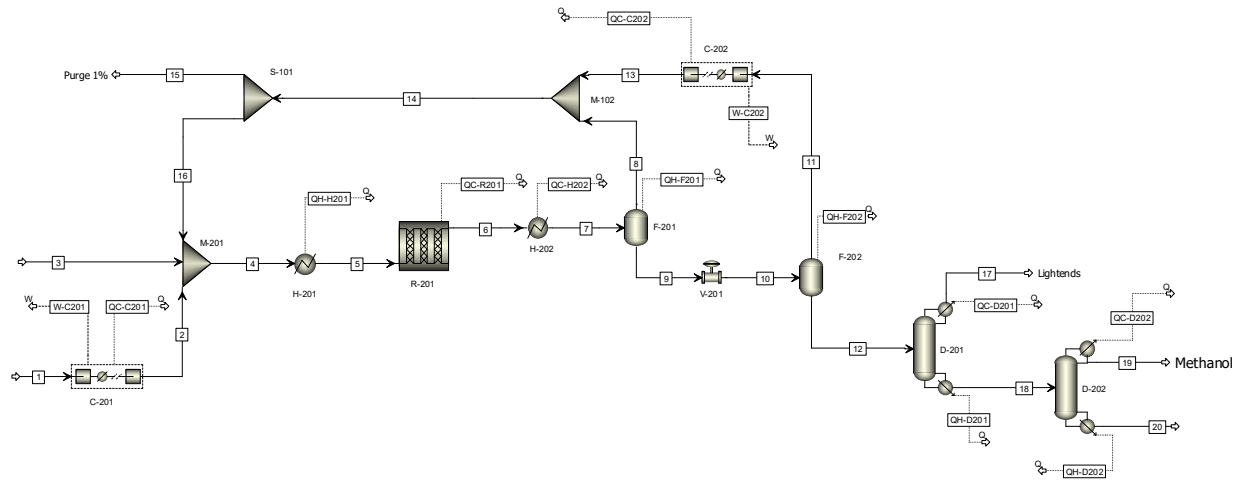 Q
QC-C202
C-202
Purge 1%
15
S-101
13
14
M-102
W-C202
W
11
8
16
QH-H201
Q
QC-R201
Q
QC-H202
Q
QH-F201
Q
QH-F202
Q
M-201
6
7
F-201
H-202
F-202
3
4
5
H-201
R-201
9
10
V-201
17
Lightends
W
W-C201
QC-C201
Q
2
QC-D201
Q
Q
QC-D202
12
D-201
19
Methanol
1
C-201
18
D-202
QH-D201
Q
20
Q
QH-D202